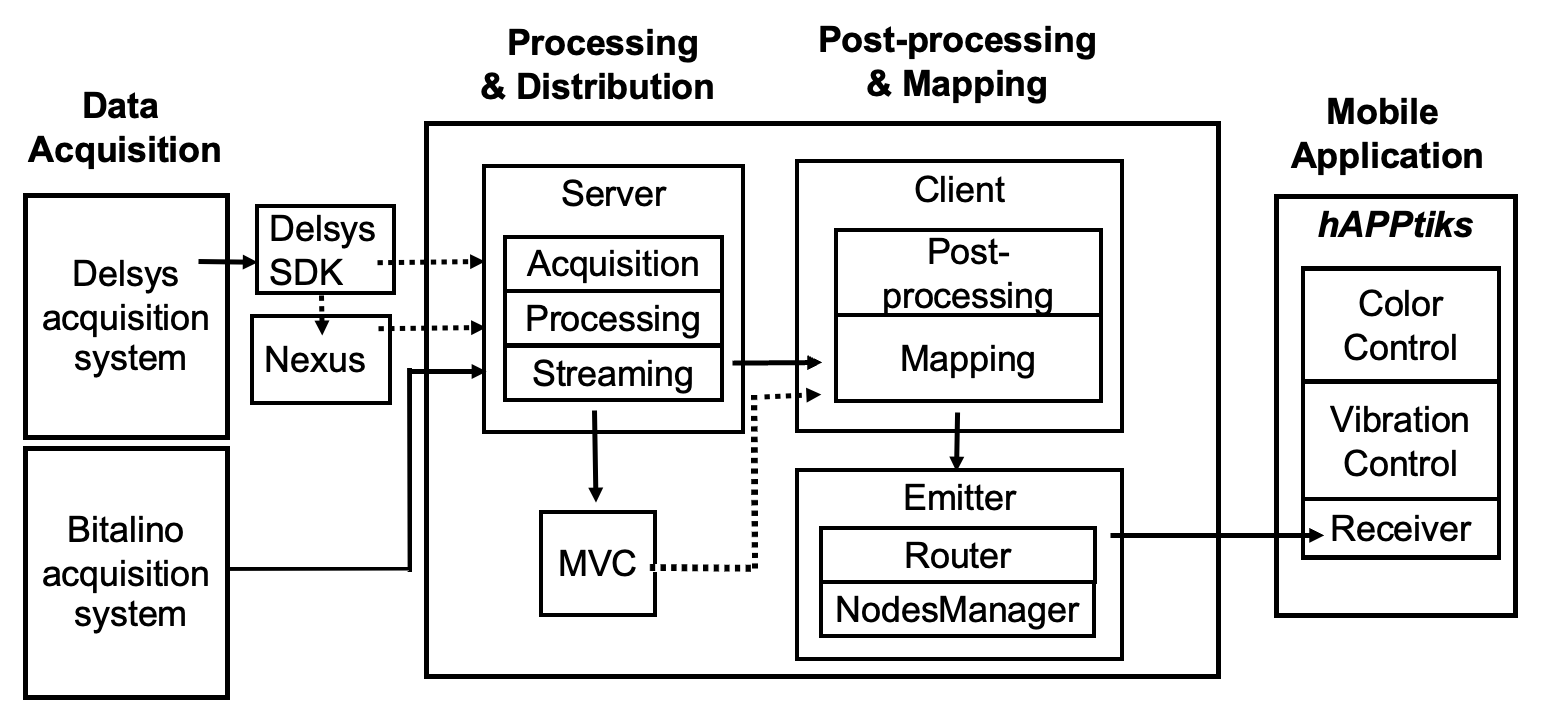 Data
Acquisition
Delsys
acquisition
system
Bitalino
acquisition
system
Delsys
SDK
Nexus
Processing
& Distribution
Server
Acquisition
Processing
Streaming
MVC
Post-processing
& Mapping
Client
Post-
processing
Mapping
Emitter
Router
NodesManager
Mobile
Application
hAPPtiks
Color
Control
Vibration
Control
Receiver